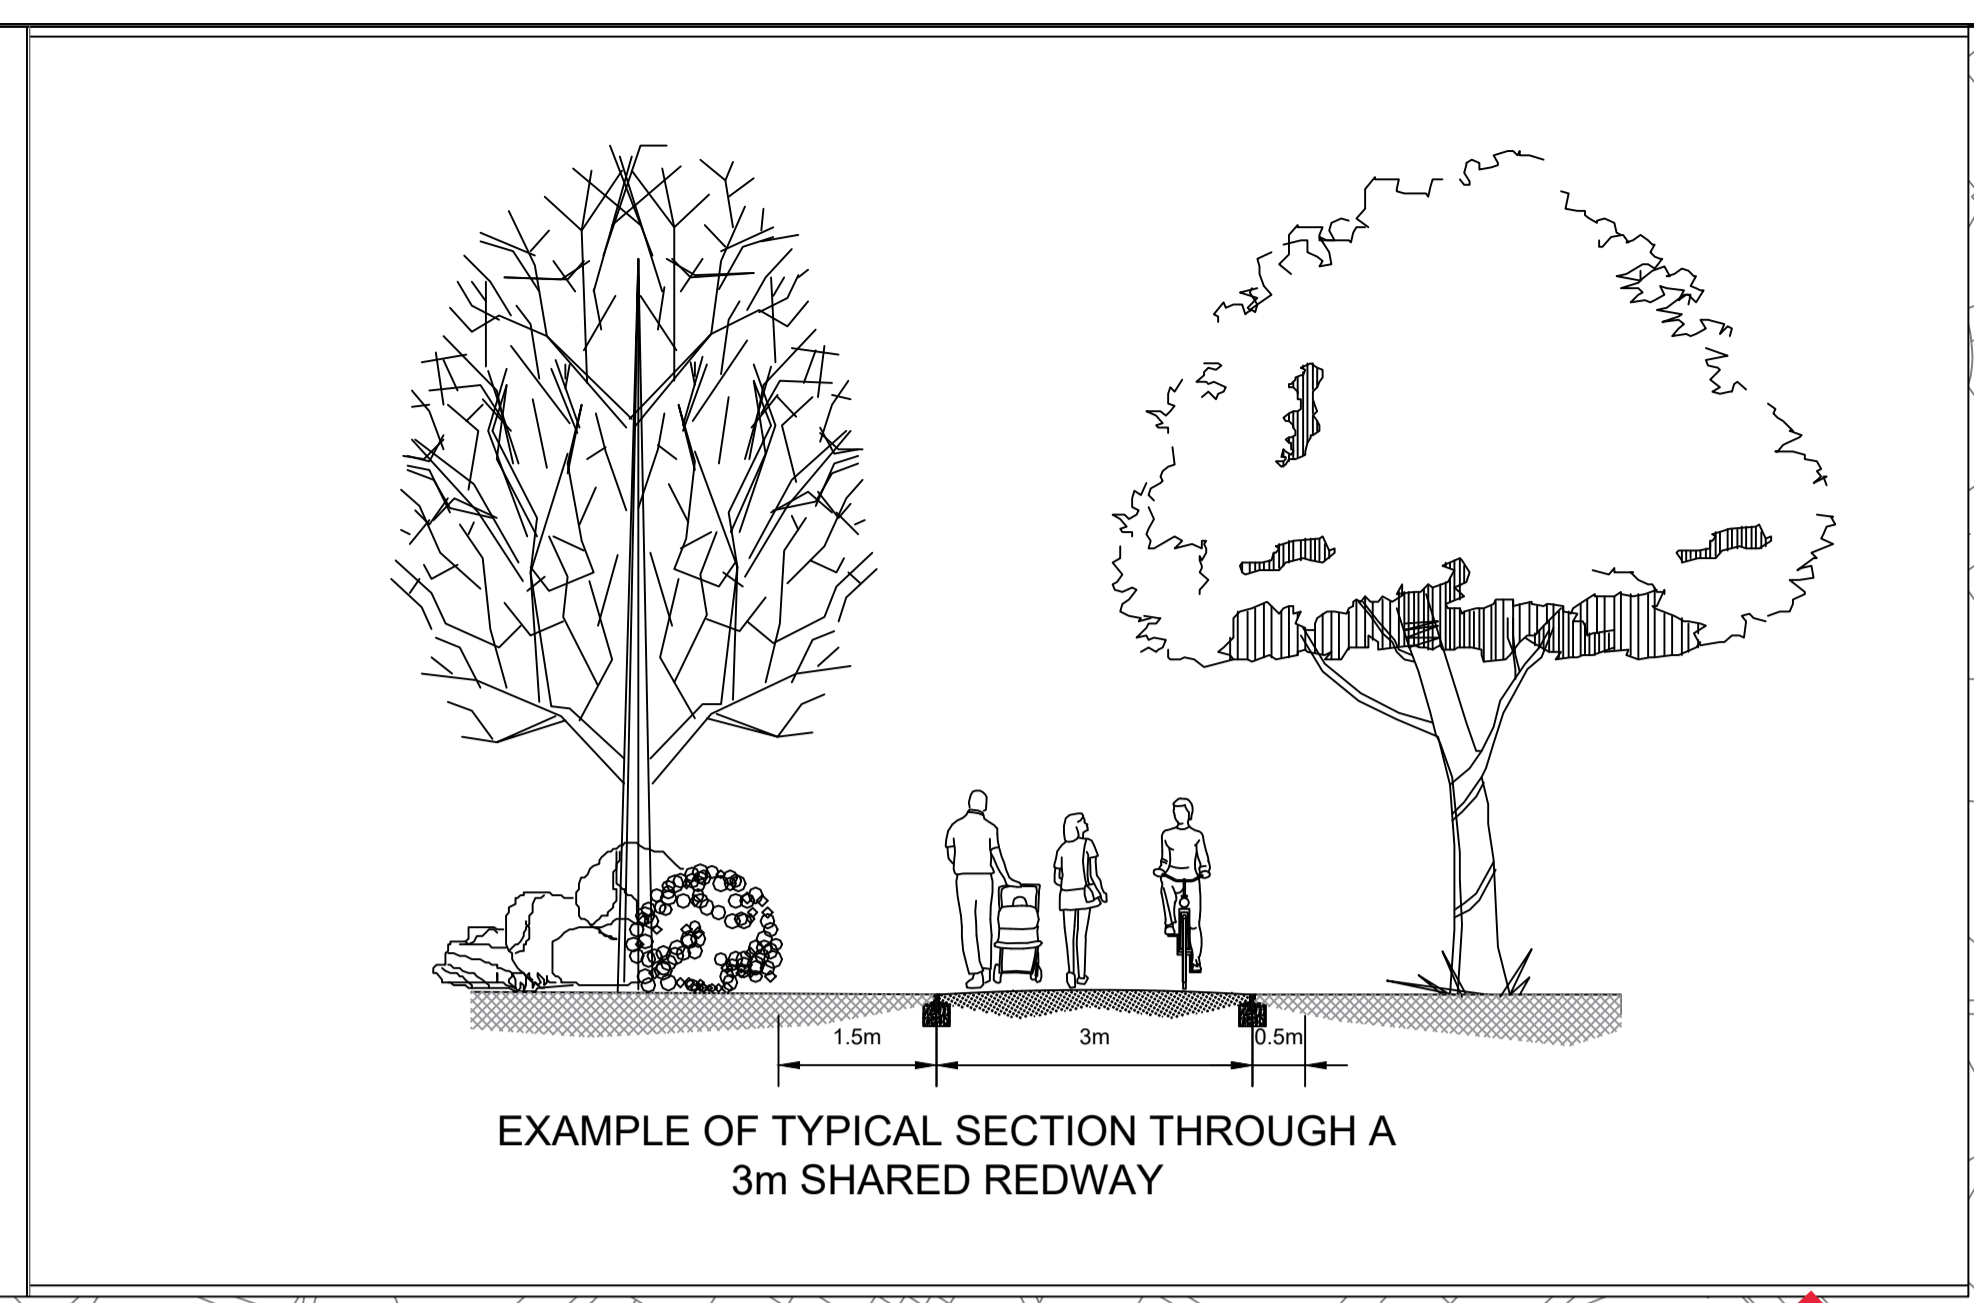 1.5m
3m
0.5m
EXAMPLE OF TYPICAL SECTION THROUGH A
3m SHARED REDWAY